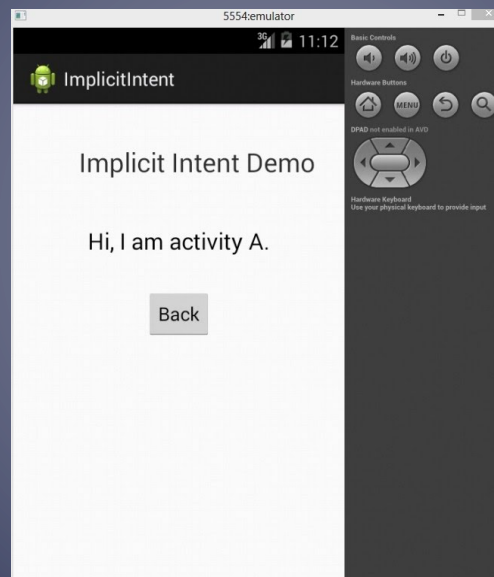 5554:emulator
3G 11:12
ImplicitIntent
Implicit Intent Demo
Hi, I am activity A.
Back
Basic Controls
Hardware Buttons
MENU
DPAD not enabled in AVD
Hardware Keyboard
Use your physical keyboard to provide input